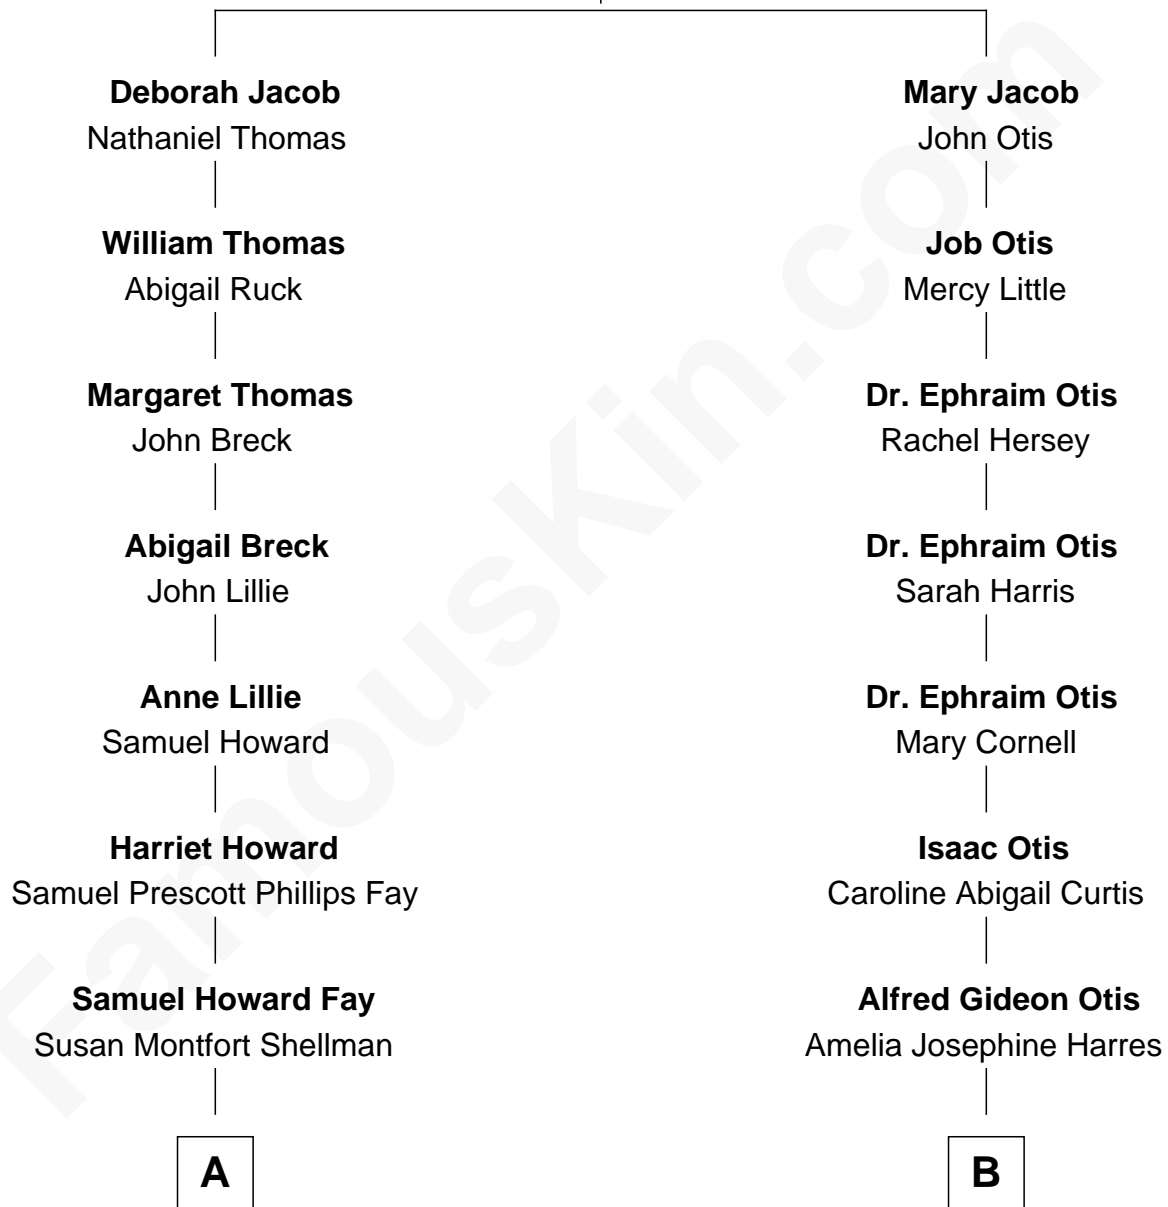 Deborah Jacob
Nathaniel Thomas
William Thomas
Abigail Ruck
Margaret Thomas
John Breck
Abigail Breck
John Lillie
Anne Lillie
Samuel Howard
Harriet Howard
Samuel Prescott Phillips Fay
Samuel Howard Fay
Susan Montfort Shellman
A
Mary Jacob
John Otis
Job Otis
Mercy Little
Dr. Ephraim Otis
Rachel Hersey
Dr. Ephraim Otis
Sarah Harris
Dr. Ephraim Otis
Mary Cornell
Isaac Otis
Caroline Abigail Curtis
Alfred Gideon Otis
Amelia Josephine Harres
B
FamousKin.com